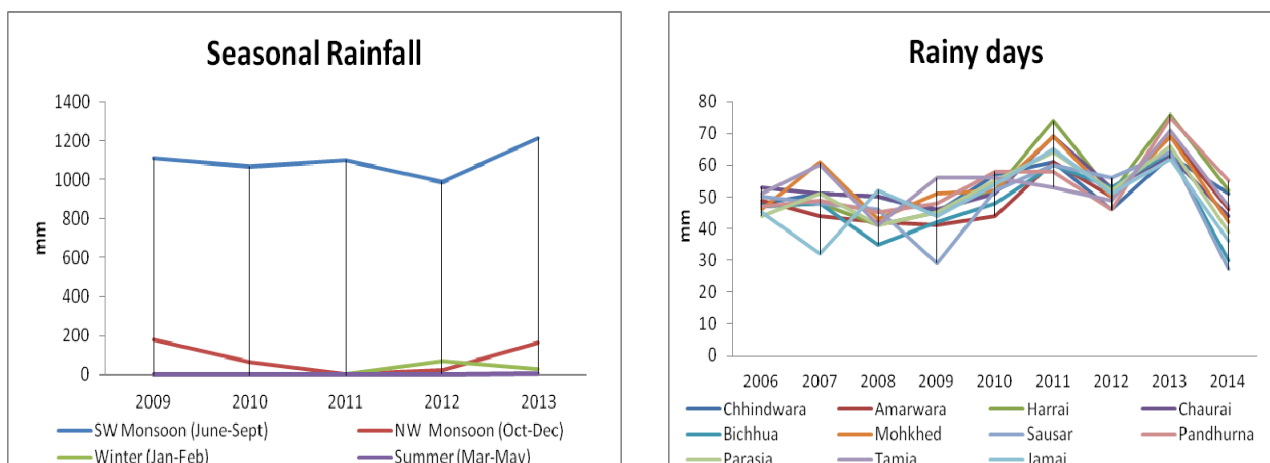 Seasonal Rainfall
1400
1200
1000
800
600
400
200
0
mm
2009 2010 2011 2012 2013
SW Monsoon (June-Sept) NW Monsoon (Oct-Dec)
Winter (Jan-Feb) Summer (Mar-May)
Rainy days
80
70
60
50
40
30
20
10
0
mm
2006 2007 2008 2009 2010 2011 2012 2013 2014
Chhindwara Amarwara Harrai Chaurai
Bichhua Mohkhed Sausar Pandhurna
Parasia Tamia Jamai